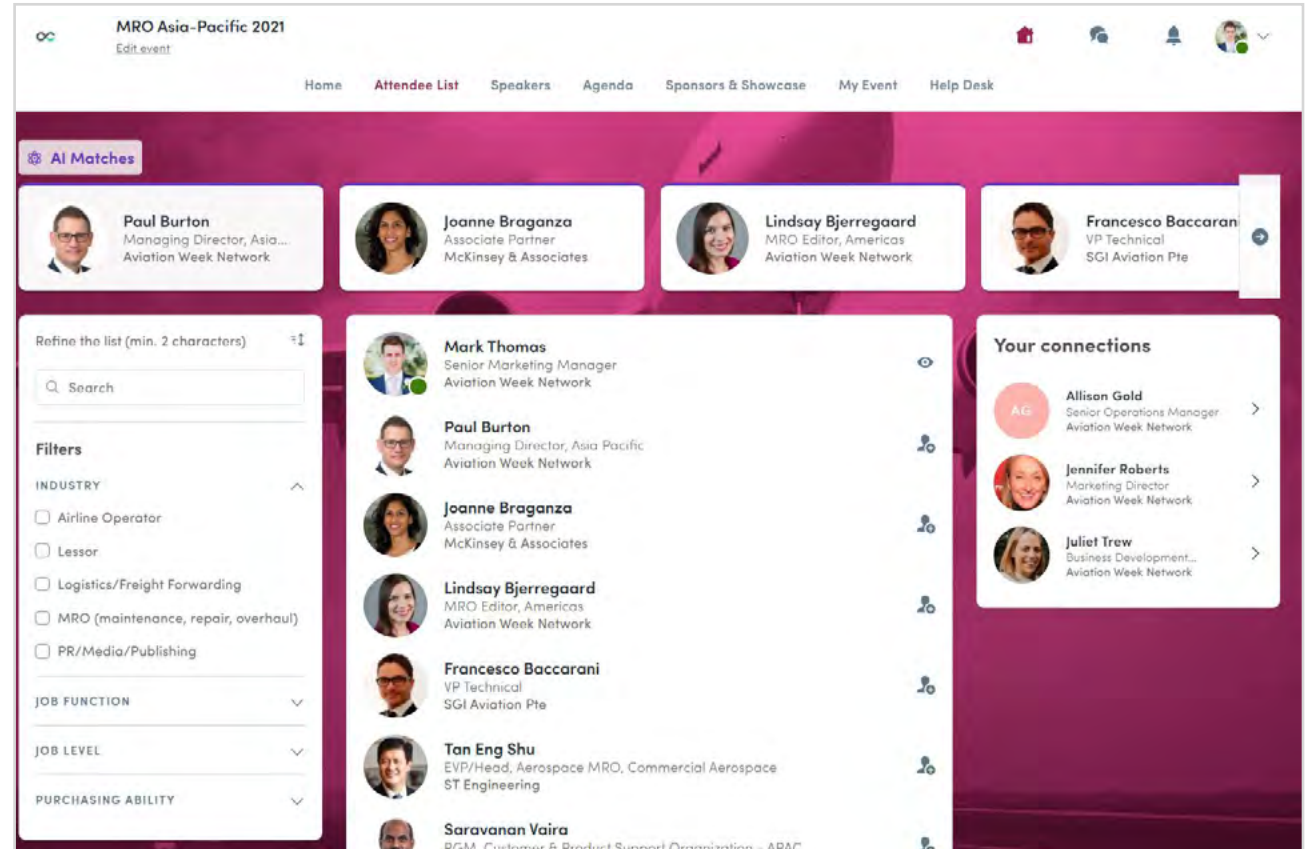 MRO Asia-Pacific 2021
Edit event
Home Attendee List Speakers Agenda Sponsors & Showcase My Event Help Desk
AI Matches
Paul Burton
Managing Director, Asia...
Aviation Week Network
Joanne Braganza
Associate Partner
McKinsey & Associates
Lindsay Bjerregaard
MRO Editor, Americas
Aviation Week Network
Francesco Baccaran
VP Technical
SGI Aviation Pte
Refine the list (min. 2 characters)
Search
Filters
INDUSTRY
Airline Operator
Lessor
Logistics/Freight Forwarding
MRO (maintenance, repair, overhaul)
PR/Media/Publishing
JOB FUNCTION
JOB LEVEL
PURCHASING ABILITY
Mark Thomas
Senior Marketing Manager
Aviation Week Network
Paul Burton
Managing Director, Asia Pacific
Aviation Week Network
Joanne Braganza
Associate Partner
McKinsey & Associates
Lindsay Bjerregaard
MRO Editor, Americas
Aviation Week Network
Francesco Baccarani
VP Technical
SGI Aviation Pte
Tan Eng Shu
EVP/Head, Aerospace MRO, Commercial Aerospace
ST Engineering
Saravanan Vaira
RGM, Customer & Product Support Organization - APAC
Your connections
AG
Allison Gold
Senior Operations Manager
Aviation Week Network
Jennifer Roberts
Marketing Director
Aviation Week Network
Juliet Trew
Business Development...
Aviation Week Network